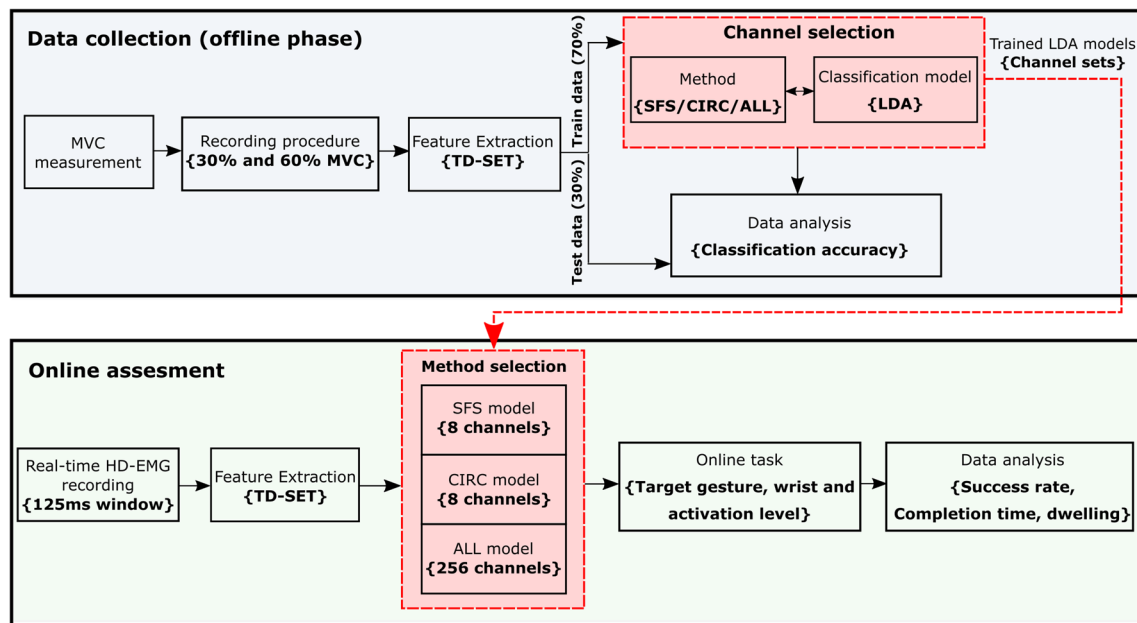 Data collection (offline phase)
MVC
measurement
Recording procedure
{30% and 60% MVC}
Feature Extraction
{TD-SET}
Train data (70%)
Test data (30%)
Channel selection
Method
{SFS/CIRC/ALL}
Classification model
{LDA}
Trained LDA models
{Channel sets}
Data analysis
{Classification accuracy}
Online assesment
Real-time HD-EMG
recording
{125ms window}
Feature Extraction
{TD-SET}
Method selection
SFS model
{8 channels}
CIRC model
{8 channels}
ALL model
{256 channels}
Online task
{Target gesture, wrist and
activation level}
Data analysis
{Success rate,
Completion time, dwelling}